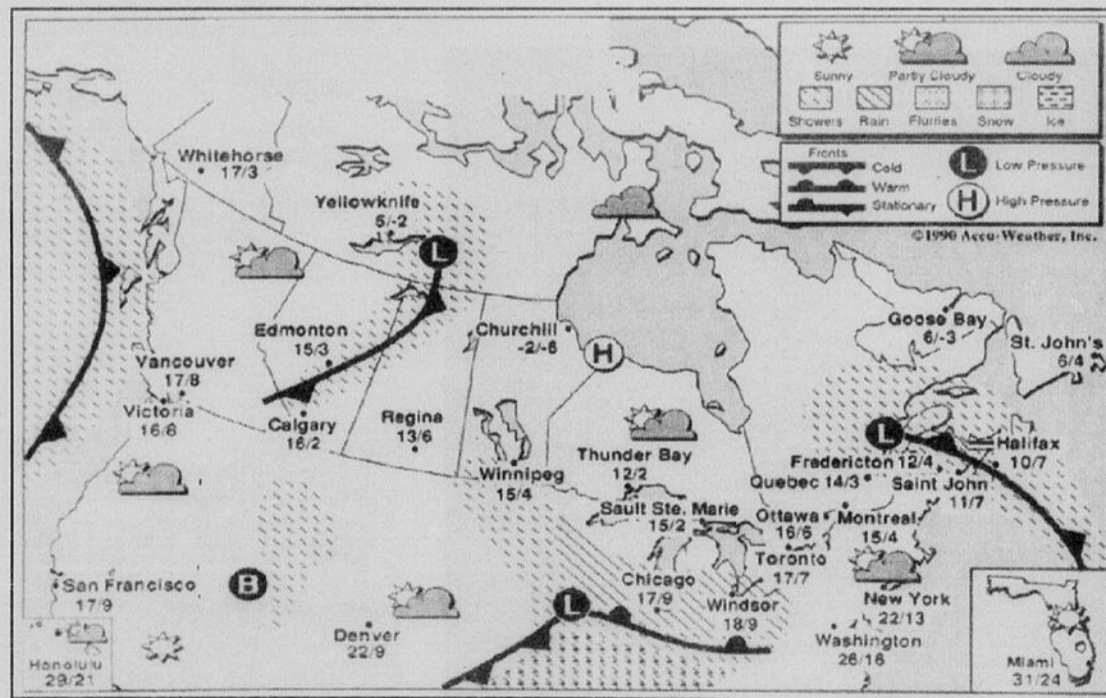 Sunny Partly Cloudy Cloudy
Showers Rain Flurries Snow Ice
Fronts
Cold
Warm
Stationary
L Low Pressure
H High Pressure
©1990 Accu-Weather, Inc.
Whitehorse
17/3
Yellowknife
5/-2
L
Edmonton
15/3
Churchill
-2/-6
H
Goose Bay
6/-3
St. John's
6/4
Vancouver
17/8
Victoria
16/8
Calgary
16/2
Regina
13/6
Winnipeg
15/4
Thunder Bay
12/2
L
Halifax
10/7
Fredericton 12/4
Quebec 14/3
Saint John
11/7
Sault Ste. Marie
15/2
Ottawa
16/6
Montreal
15/4
Toronto
17/7
San Francisco
17/9
B
Chicago
17/9
L
Windsor
18/9
New York
22/13
Denver
22/9
Washington
26/16
Honolulu
29/21
Miami
31/24